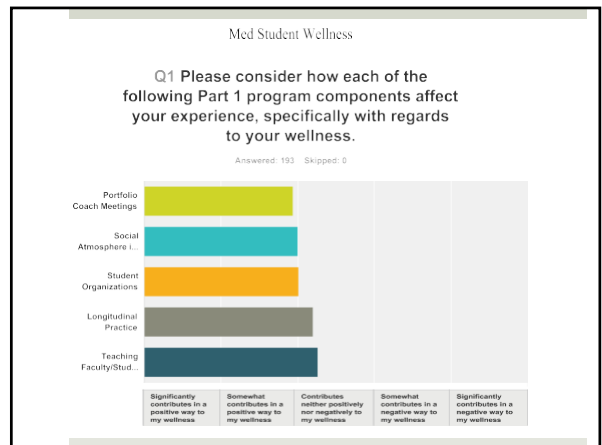 Med Student Wellness
Q1 Please consider how each of the
following Part 1 program components affect
your experience, specifically with regards
to your wellness.
Answered: 193 Skipped: 0
Portfolio
Coach Meetings
Social
Atmosphere i...
Student
Organizations
Longitudinal
Practice
Teaching
Faculty/Stud...
Significantly
contributes in a
positive way to
my wellness
Somewhat
contributes in a
positive way to
my wellness
Contributes
neither positively
nor negatively to
my wellness
Somewhat
contributes in a
negative way to
my wellness
Significantly
contributes in a
negative way to
my wellness